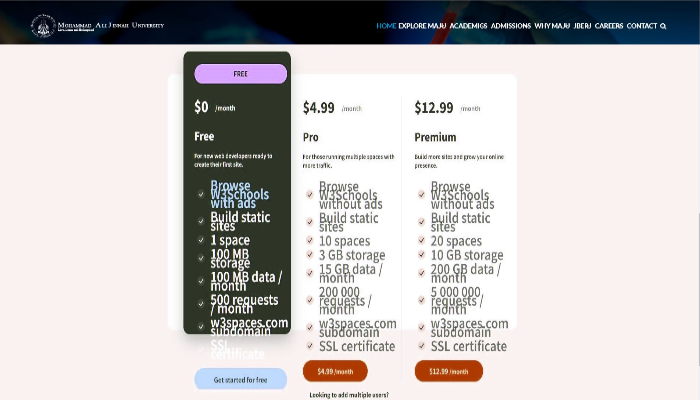 Mohammad Ali Jinnah University
HOME EXPLORE MAJU ACADEMICS ADMISSIONS WHY MAJU JBERJ CAREERS CONTACT
FREE
$0 /month
Free
For new web developers ready to
create their first site.
Browse
W3Schools
with ads
Build static
sites
1 space
100 MB
storage
100 MB data /
month
500 requests
/ month
w3spaces.com
subdomain
SSL
certificate
Get started for free
$4.99 /month
Pro
For those running multiple spaces with
more traffic.
Browse
W3Schools
without ads
Build static
sites
10 spaces
3 GB storage
15 GB data /
month
200 000
requests /
month
w3spaces.com
subdomain
SSL certificate
$4.99 /month
$12.99 /month
Premium
Build more sites and grow your online
presence.
Browse
W3Schools
without ads
Build static
sites
20 spaces
10 GB storage
200 GB data /
month
5 000 000
requests /
month
w3spaces.com
subdomain
SSL certificate
$12.99 /month
Looking to add multiple users?